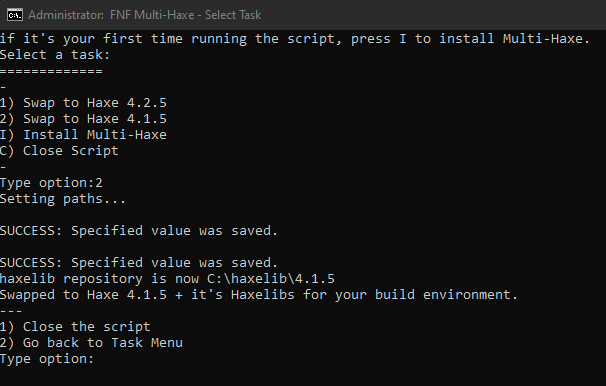 Administrator: FNF Multi-Haxe - Select Task
if it's your first time running the script, press I to install Multi-Haxe.
Select a task:
=============
-
1) Swap to Haxe 4.2.5
2) Swap to Haxe 4.1.5
I) Install Multi-Haxe
C) Close Script
-
Type option:2
Setting paths...
SUCCESS: Specified value was saved.
SUCCESS: Specified value was saved.
haxelib repository is now C:\haxelib\4.1.5
Swapped to Haxe 4.1.5 + it's Haxelibs for your build environment.
---
1) Close the script
2) Go back to Task Menu
Type option: